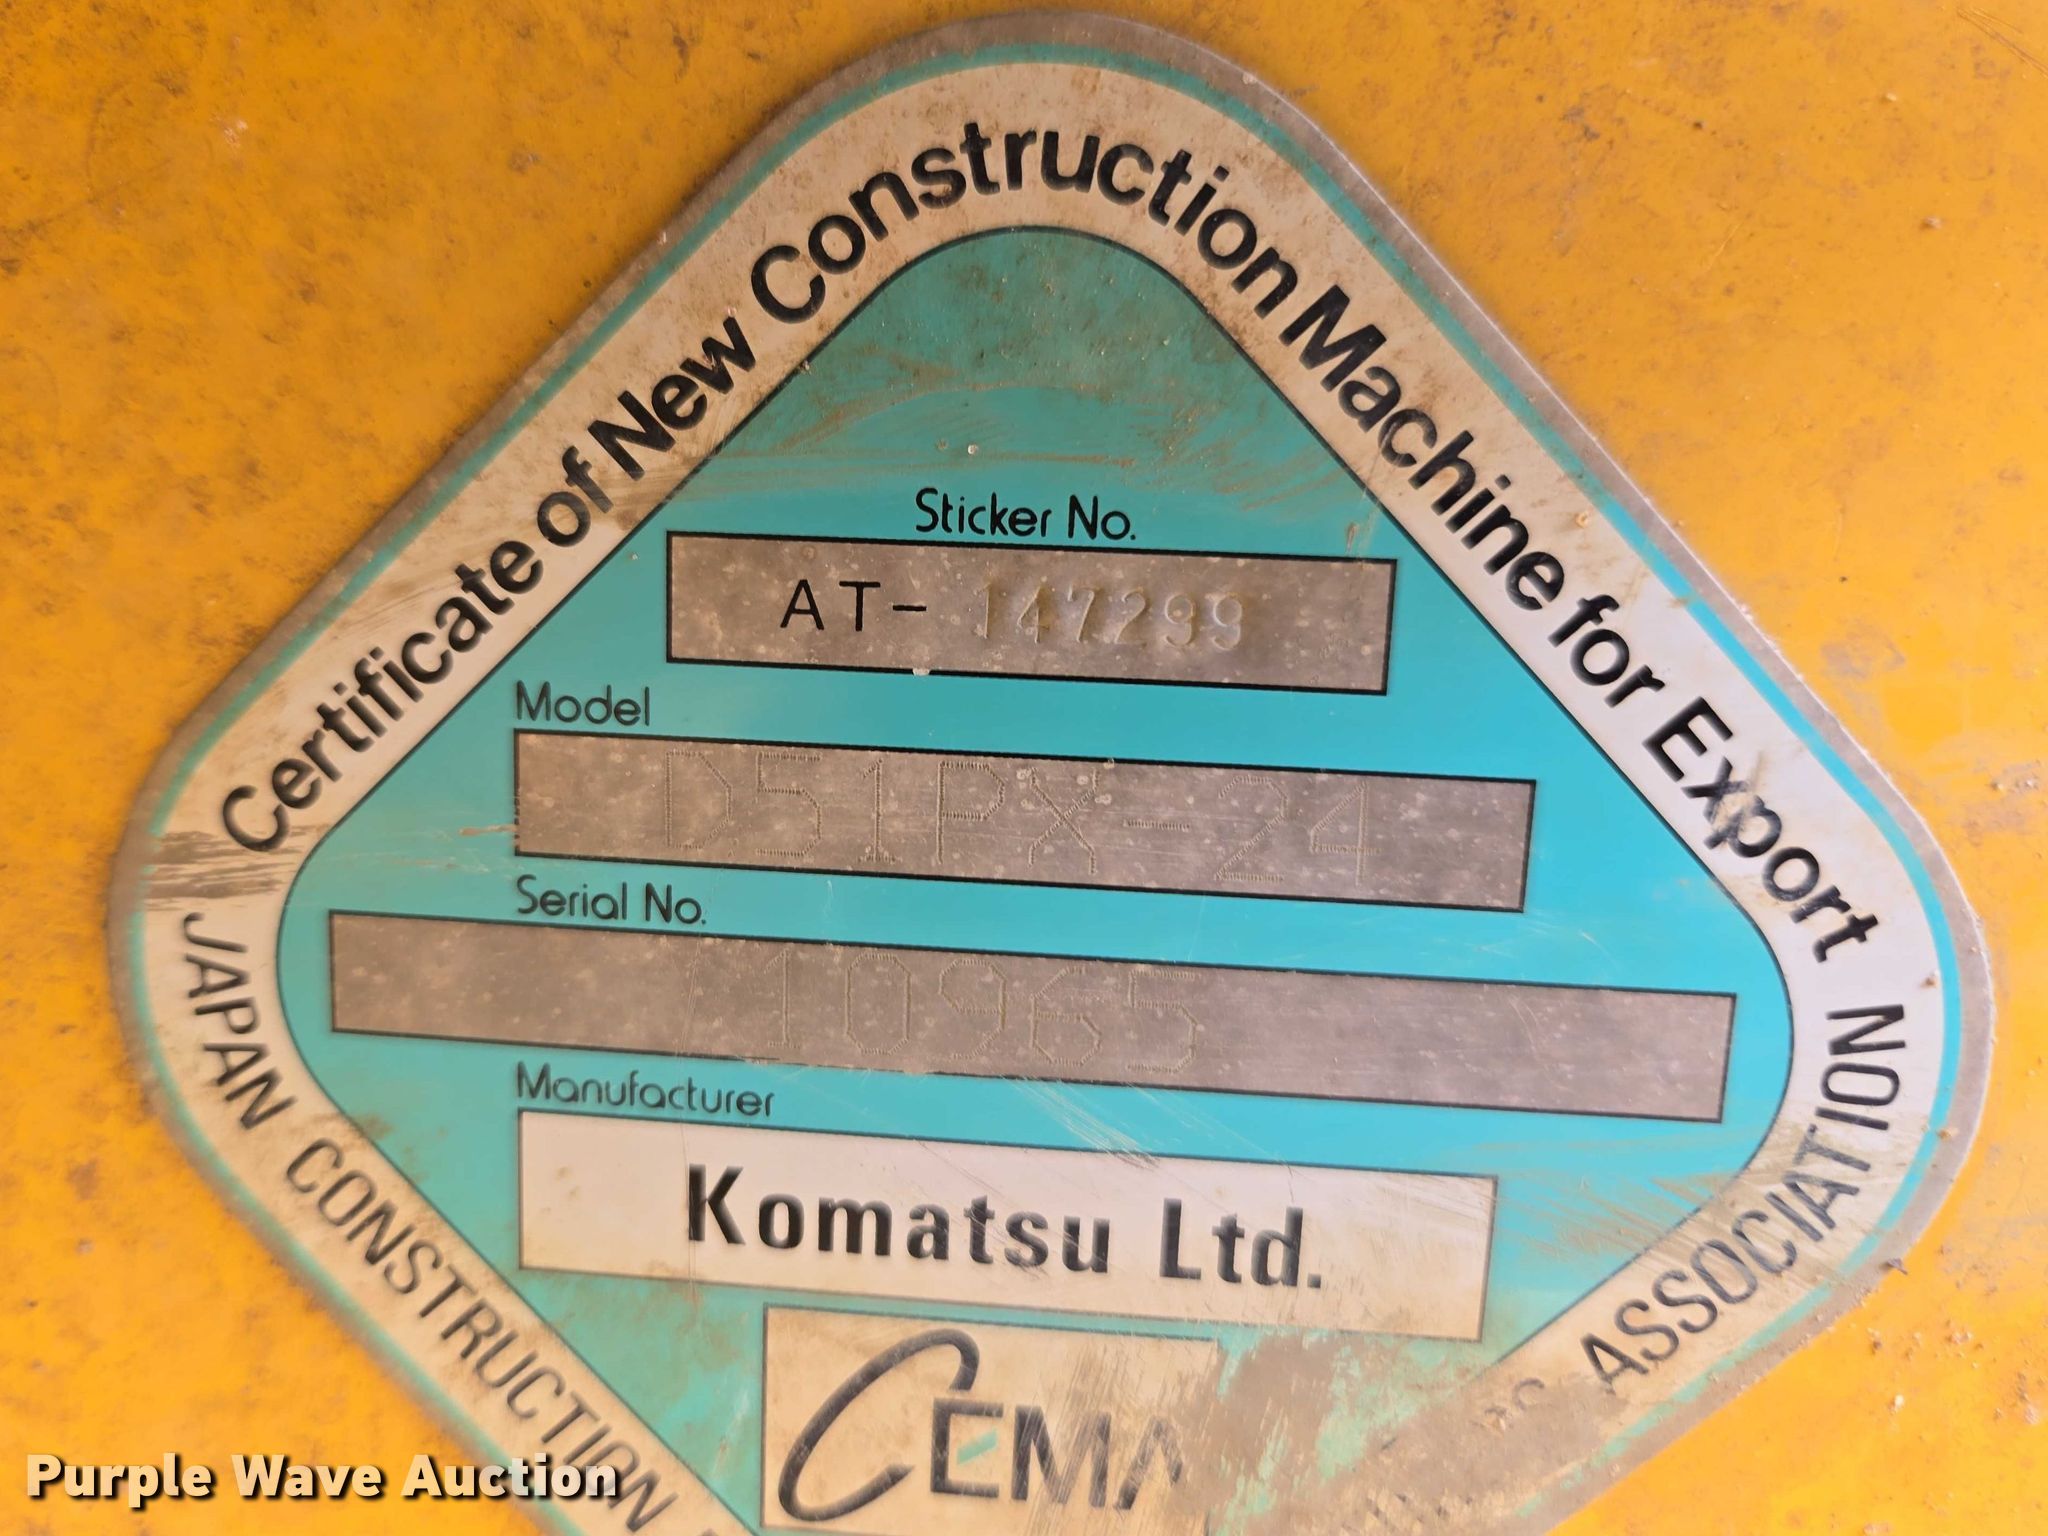 Certificate of New Construction Machine for Export
Sticker No.
AT- 147299
Model
D51PX-24
Serial No.
10965
Manufacturer
Komatsu Ltd.
CEMA
JAPAN CONSTRUCTION
ASSOCIATION
Purple Wave Auction